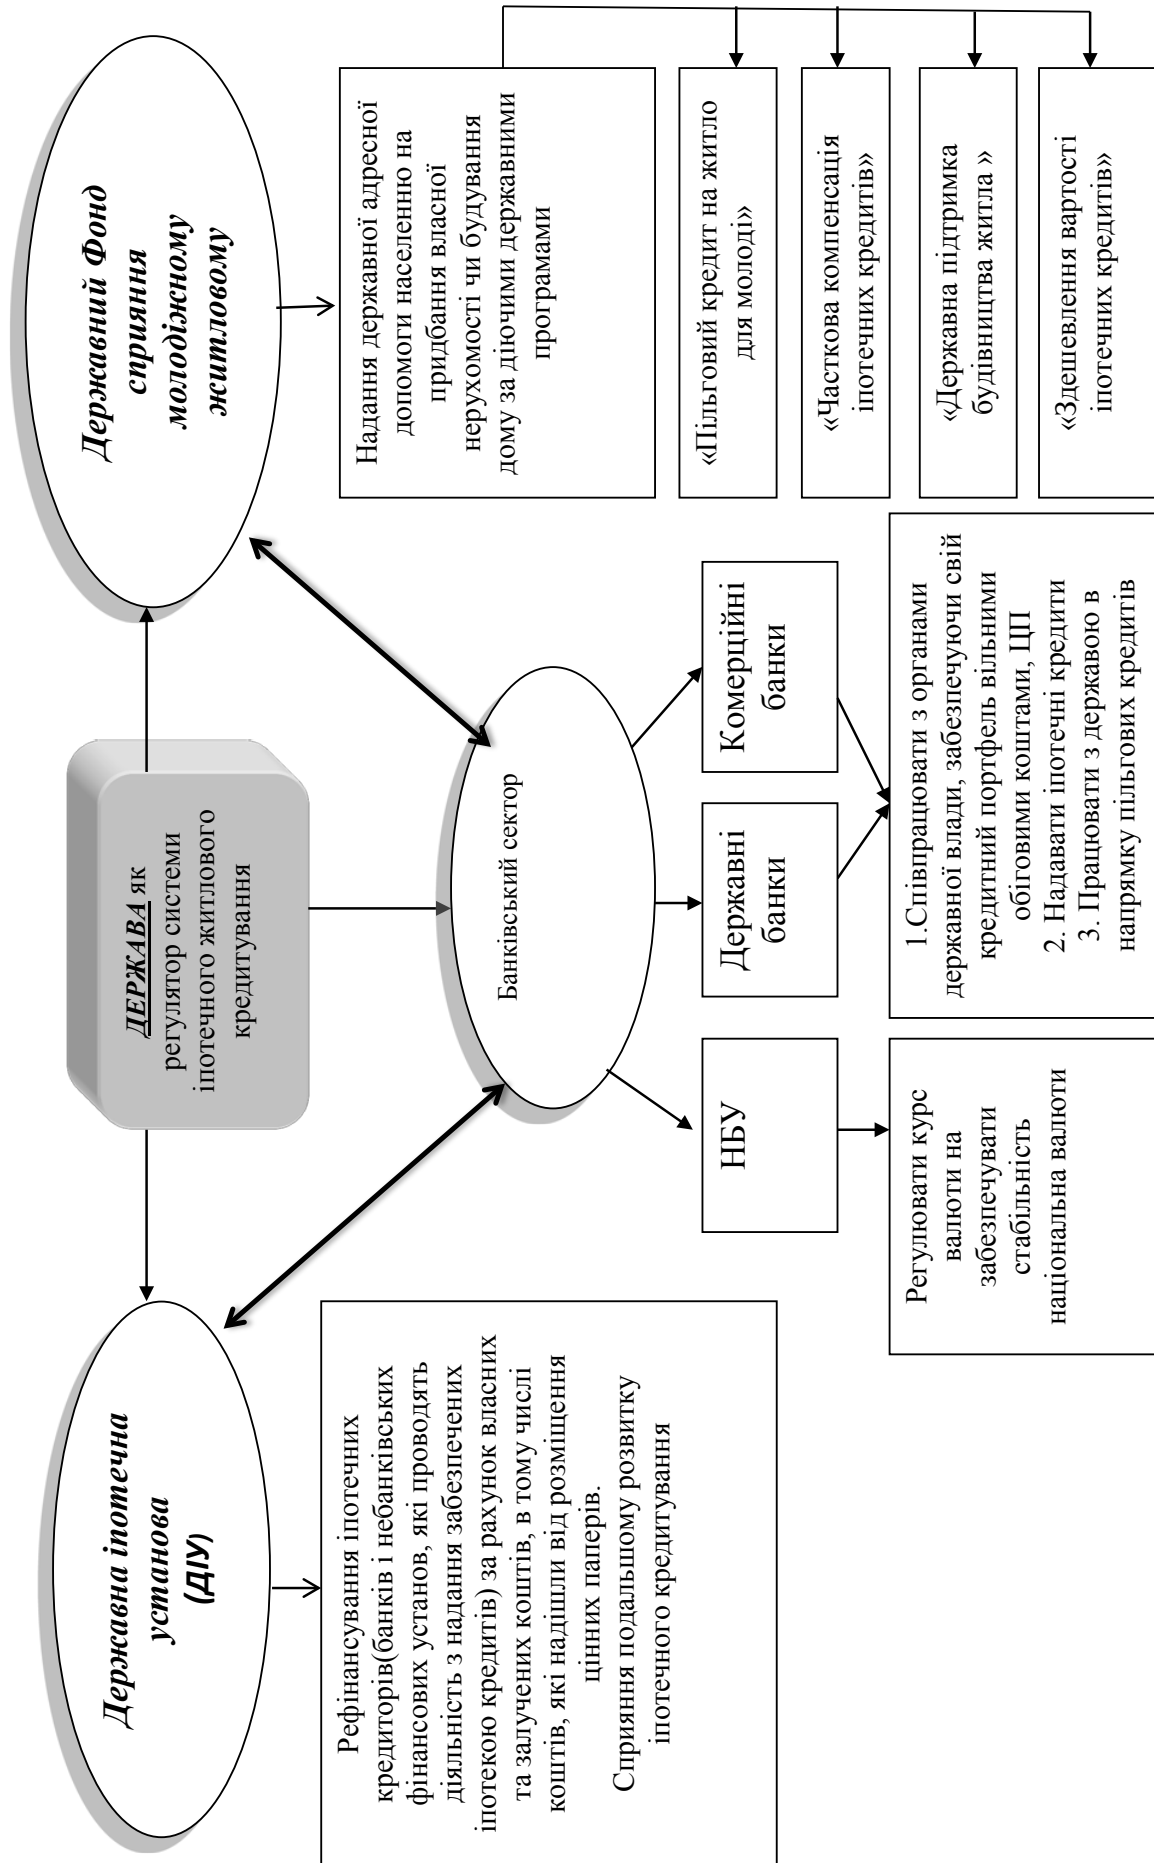 ДЕРЖАВА як
регулятор системи
іпотечного житлового
кредитування
Державна іпотечна
установа
(ДІУ)
Державний Фонд
сприяння
молодіжному
житловому
Банківський сектор
Рефінансування іпотечних
кредиторів(банків і небанківських
фінансових установ, які проводять
діяльність з надання забезпечених
іпотекою кредитів) за рахунок власних
та залучених коштів, в тому числі
коштів, які надішли від розміщення
цінних паперів.
Сприяння подальшому розвитку
іпотечного кредитування
НБУ
Державні
банки
Комерційні
банки
Регулювати курс
валюти на
забезпечувати
стабільність
національна валюти
1.Співпрацювати з органами
державної влади, забезпечуючи свій
кредитний портфель вільними
обіговими коштами, ЦП
2. Надавати іпотечні кредити
3. Працювати з державою в
напрямку пільгових кредитів
Надання державної адресної
допомоги населенню на
придбання власної
нерухомості чи будування
дому за діючими державними
програмами
«Пільговий кредит на житло
для молоді»
«Часткова компенсація
іпотечних кредитів»
«Державна підтримка
будівництва житла »
«Здешевлення вартості
іпотечних кредитів»